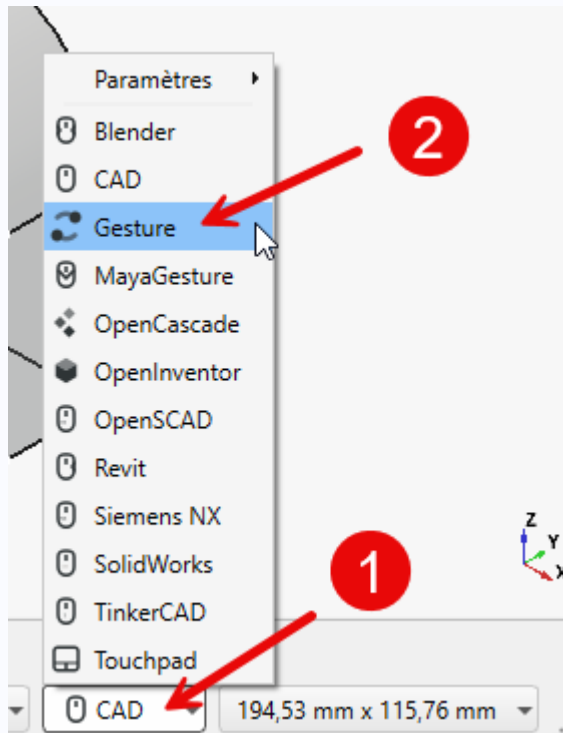 Paramètres
2
Blender
CAD
Gesture
MayaGesture
OpenCascade
OpenInventor
OpenSCAD
Revit
Siemens NX
SolidWorks
TinkerCAD
Touchpad
Z
Y
X
1
CAD
194,53 mm x 115,76 mm